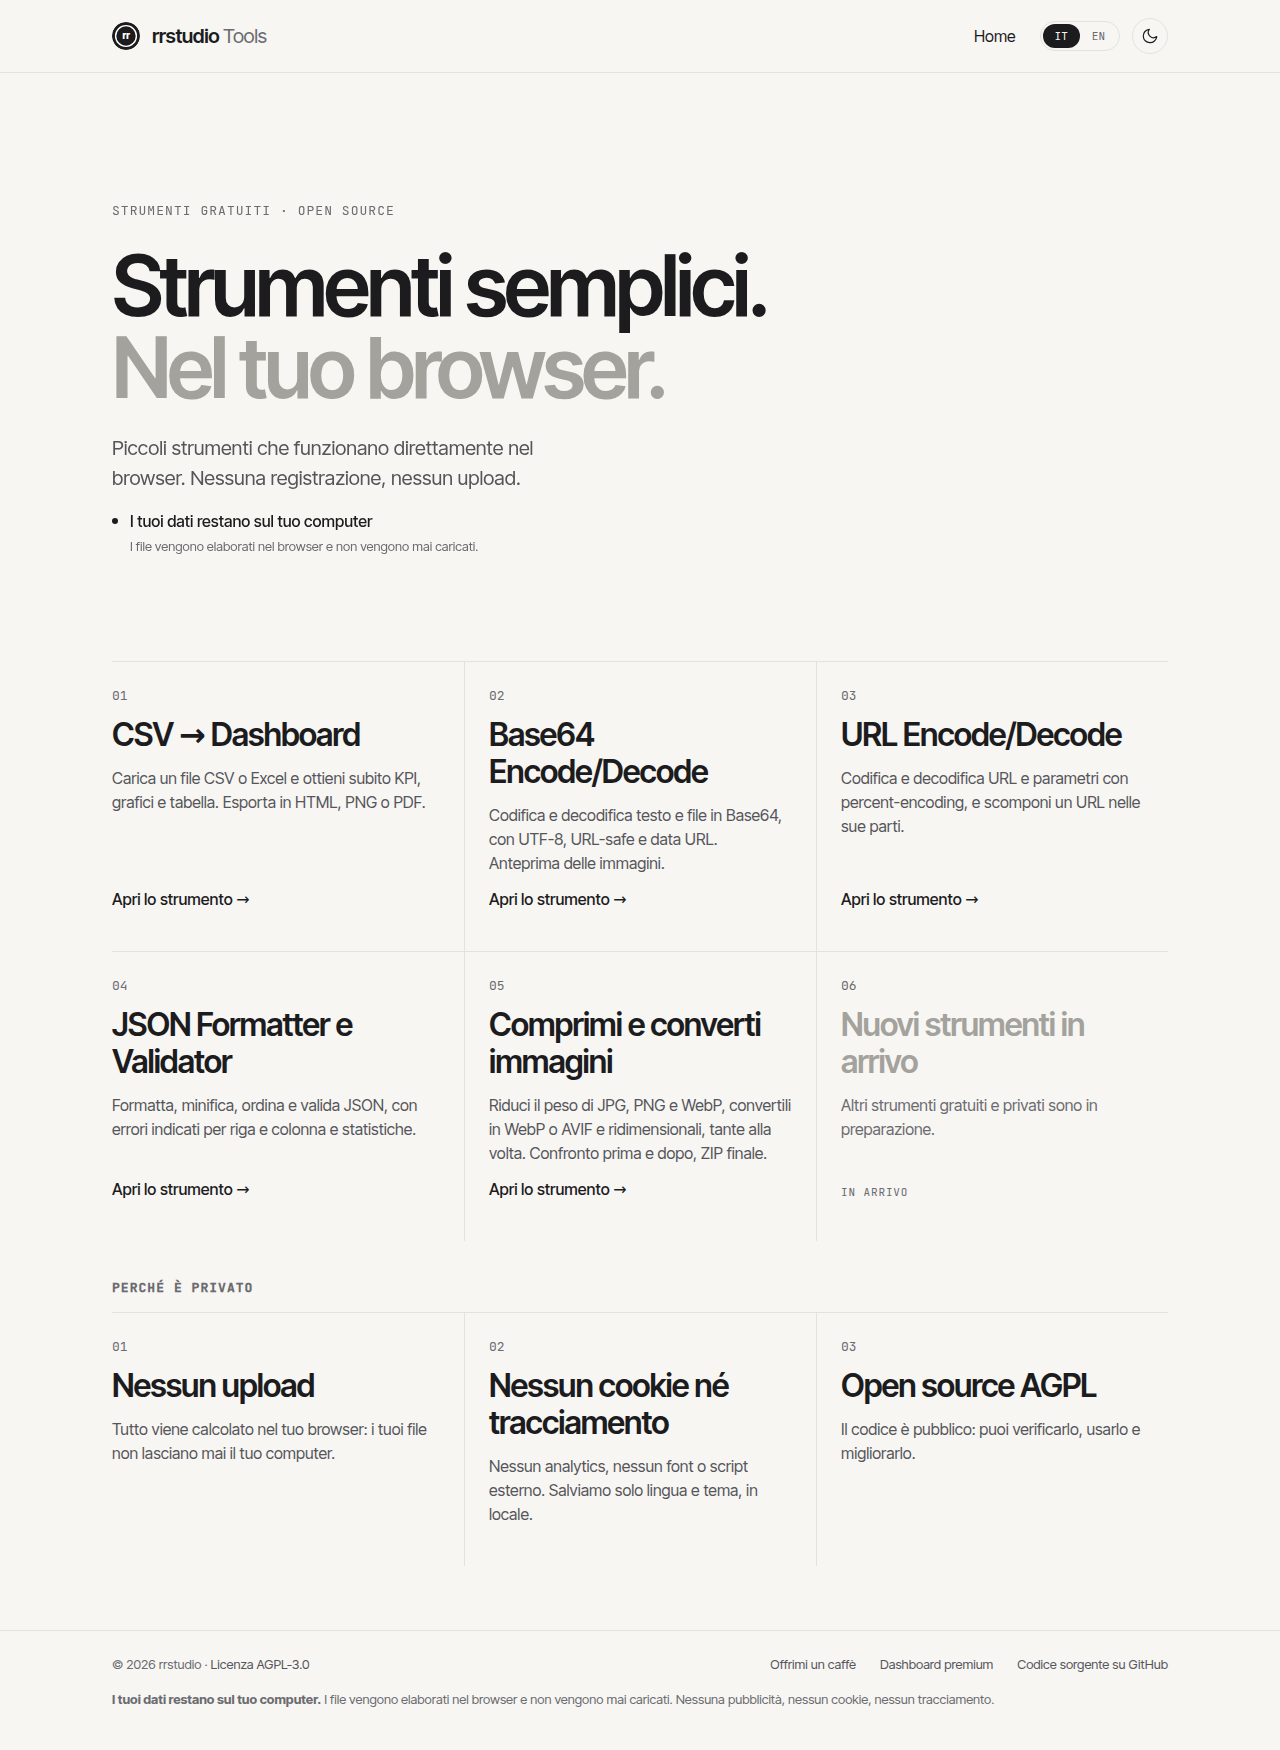 rr rrstudio Tools
Home
IT EN
STRUMENTI GRATUITI · OPEN SOURCE
Strumenti semplici.
Nel tuo browser.
Piccoli strumenti che funzionano direttamente nel
browser. Nessuna registrazione, nessun upload.
I tuoi dati restano sul tuo computer
I file vengono elaborati nel browser e non vengono mai caricati.
01
CSV → Dashboard
Carica un file CSV o Excel e ottieni subito KPI,
grafici e tabella. Esporta in HTML, PNG o PDF.
Apri lo strumento →
02
Base64
Encode/Decode
Codifica e decodifica testo e file in Base64,
con UTF-8, URL-safe e data URL.
Anteprima delle immagini.
Apri lo strumento →
03
URL Encode/Decode
Codifica e decodifica URL e parametri con
percent-encoding, e scomponi un URL nelle
sue parti.
Apri lo strumento →
04
JSON Formatter e
Validator
Formatta, minifica, ordina e valida JSON, con
errori indicati per riga e colonna e statistiche.
Apri lo strumento →
05
Comprimi e converti
immagini
Riduci il peso di JPG, PNG e WebP, convertili
in WebP o AVIF e ridimensionali, tante alla
volta. Confronto prima e dopo, ZIP finale.
Apri lo strumento →
06
Nuovi strumenti in
arrivo
Altri strumenti gratuiti e privati sono in
preparazione.
IN ARRIVO
PERCHÉ È PRIVATO
01
Nessun upload
Tutto viene calcolato nel tuo browser: i tuoi file
non lasciano mai il tuo computer.
02
Nessun cookie né
tracciamento
Nessun analytics, nessun font o script
esterno. Salviamo solo lingua e tema, in
locale.
03
Open source AGPL
Il codice è pubblico: puoi verificarlo, usarlo e
migliorarlo.
© 2026 rrstudio · Licenza AGPL-3.0
Offrimi un caffè
Dashboard premium
Codice sorgente su GitHub
I tuoi dati restano sul tuo computer. I file vengono elaborati nel browser e non vengono mai caricati. Nessuna pubblicità, nessun cookie, nessun tracciamento.